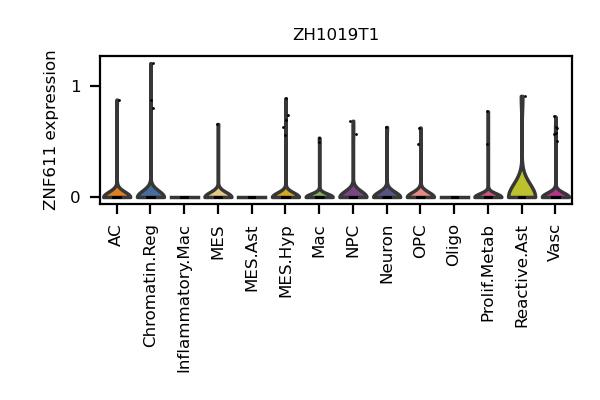 ZH1019T1
ZNF611 expression
1
0
AC
Chromatin.Reg
Inflammatory.Mac
MES
MES.Ast
MES.Hyp
Mac
NPC
Neuron
OPC
Oligo
Prolif.Metab
Reactive.Ast
Vasc